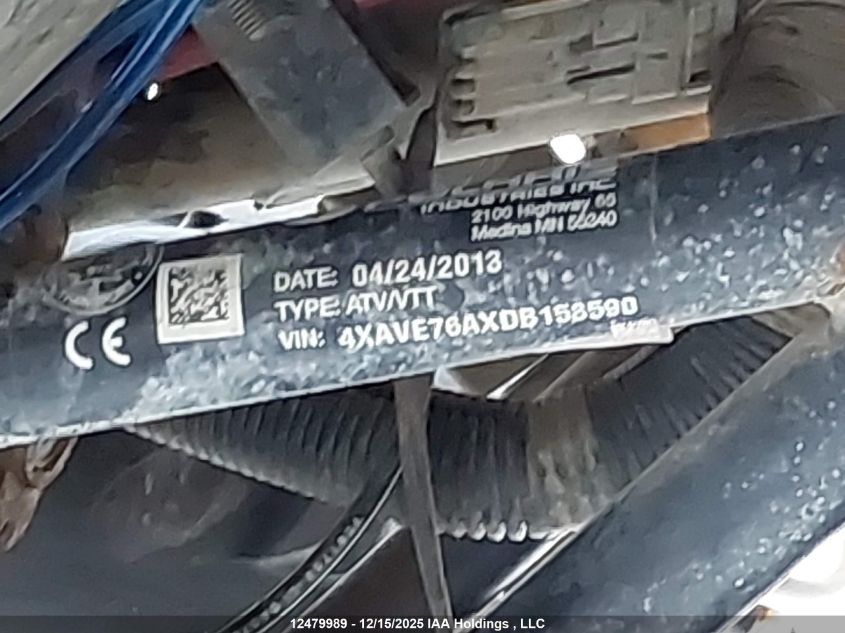 INDUSTRIES INC
2100 Highway 55
Medina MN 55340
DATE: 04/24/2013
TYPE: ATV/VTT
VIN: 4XAVE76AXDB158590
CE
12479989 - 12/15/2025 IAA Holdings , LLC